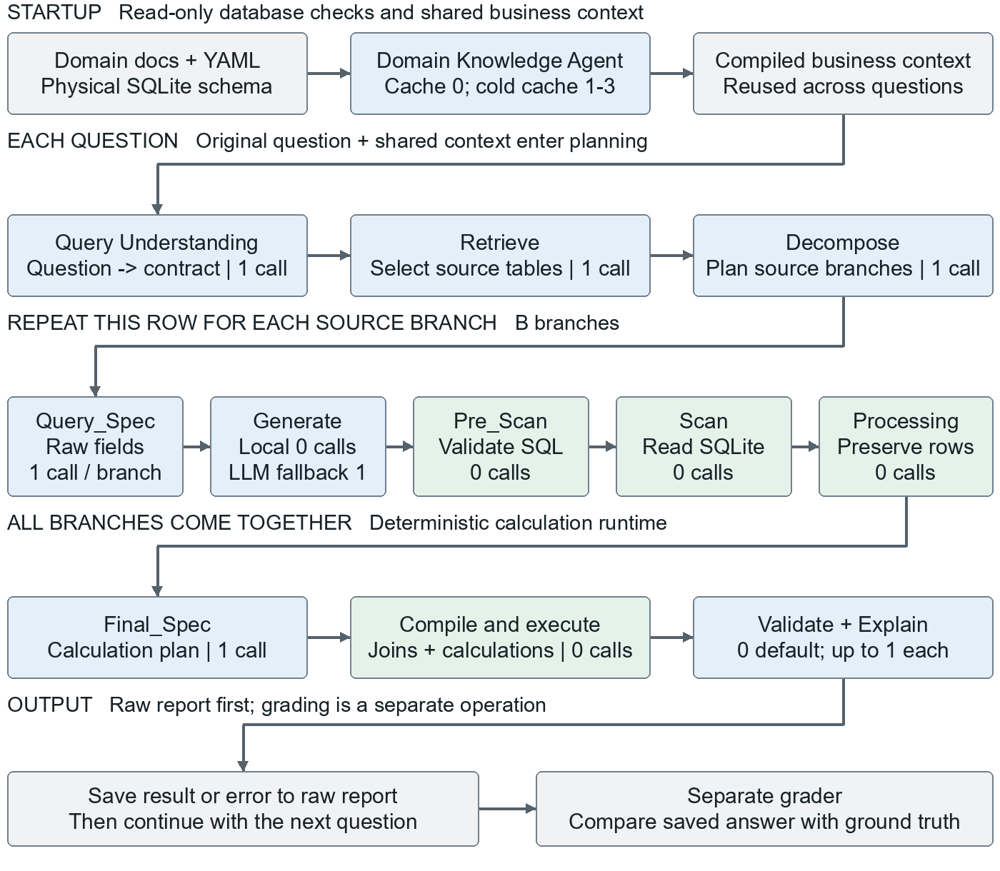 STARTUP   Read-only database checks and shared business context
Domain docs + YAML
Physical SQLite schema
Domain Knowledge Agent
Cache 0; cold cache 1-3
Compiled business context
Reused across questions
EACH QUESTION   Original question + shared context enter planning
Query Understanding
Question -> contract | 1 call
Retrieve
Select source tables | 1 call
Decompose
Plan source branches | 1 call
REPEAT THIS ROW FOR EACH SOURCE BRANCH   B branches
Query_Spec
Raw fields
1 call / branch
Generate
Local 0 calls
LLM fallback 1
Pre_Scan
Validate SQL
0 calls
Scan
Read SQLite
0 calls
Processing
Preserve rows
0 calls
ALL BRANCHES COME TOGETHER   Deterministic calculation runtime
Final_Spec
Calculation plan | 1 call
Compile and execute
Joins + calculations | 0 calls
Validate + Explain
0 default; up to 1 each
OUTPUT   Raw report first; grading is a separate operation
Save result or error to raw report
Then continue with the next question
Separate grader
Compare saved answer with ground truth